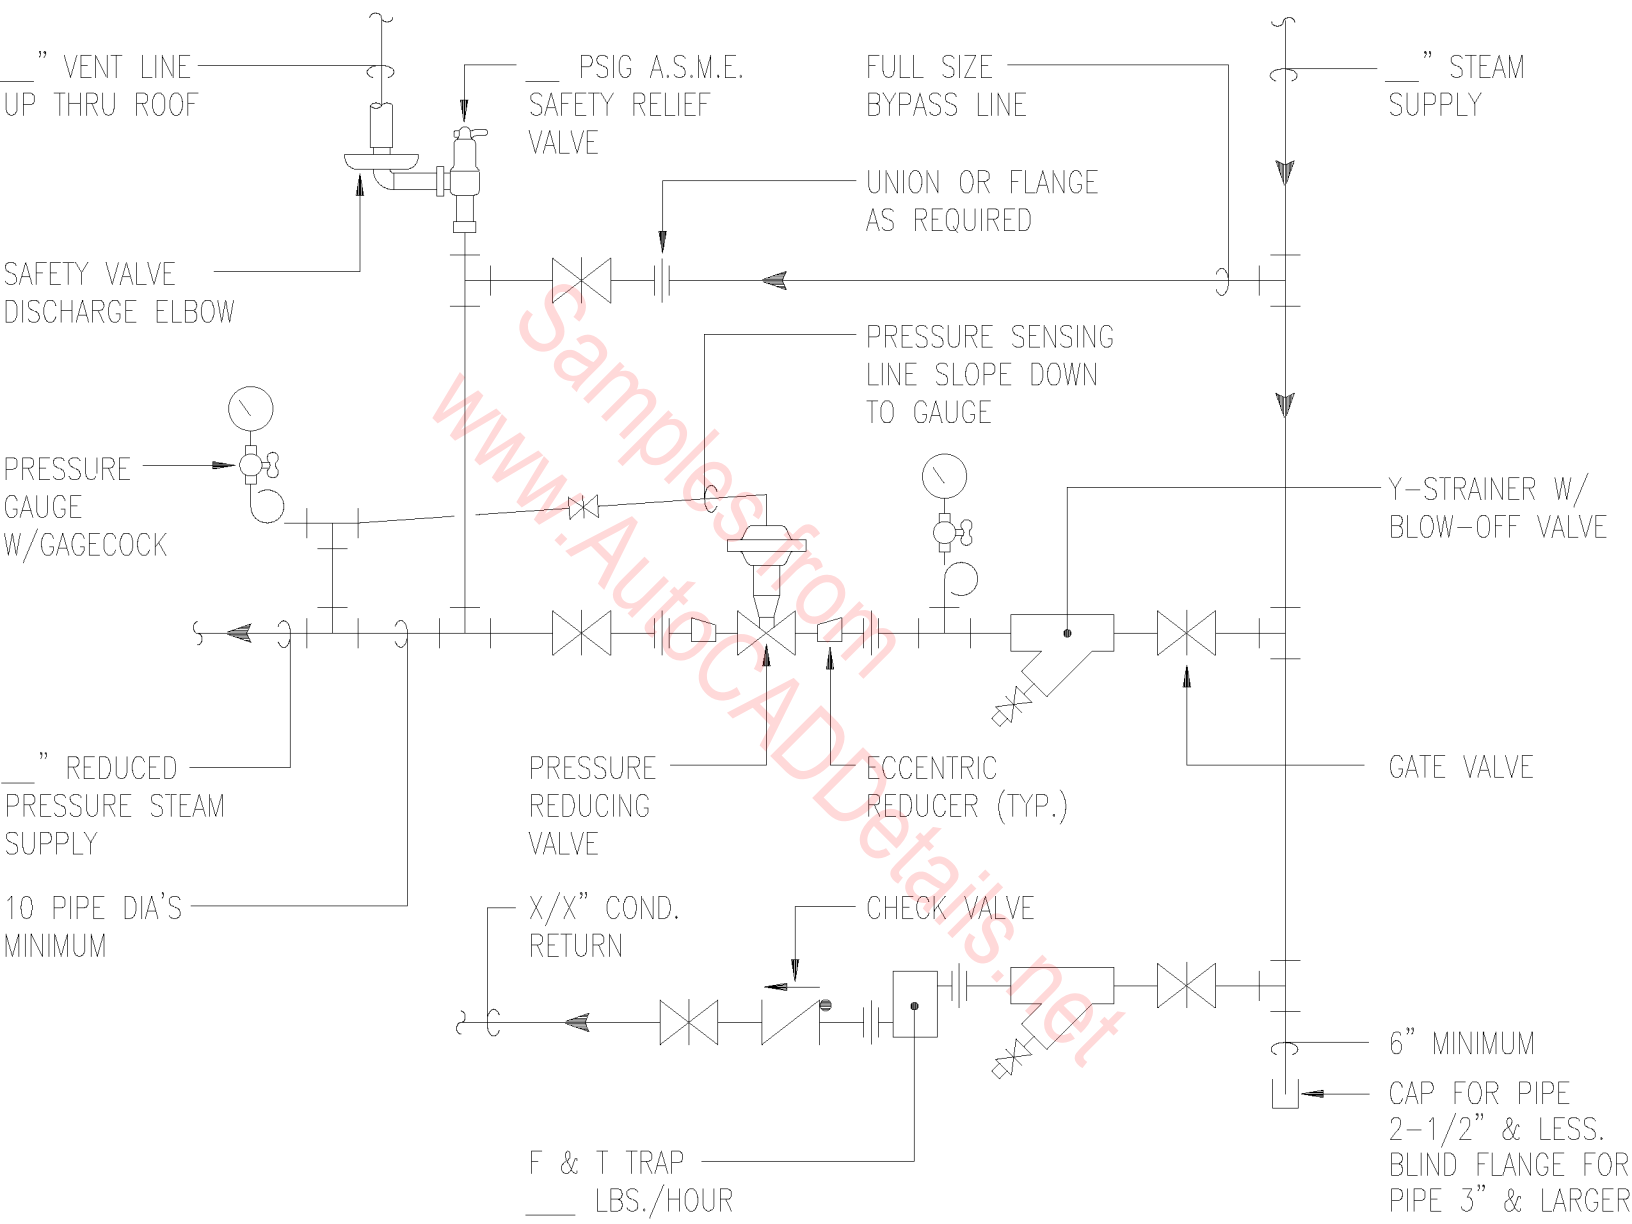 __” VENT LINE
UP THRU ROOF
__ PSIG A.S.M.E.
SAFETY RELIEF
VALVE
FULL SIZE
BYPASS LINE
__” STEAM
SUPPLY
UNION OR FLANGE
AS REQUIRED
SAFETY VALVE
DISCHARGE ELBOW
PRESSURE SENSING
LINE SLOPE DOWN
TO GAUGE
PRESSURE
GAUGE
W/GAGECOCK
Y-STRAINER W/
BLOW-OFF VALVE
__” REDUCED
PRESSURE STEAM
SUPPLY
PRESSURE
REDUCING
VALVE
ECCENTRIC
REDUCER (TYP.)
GATE VALVE
10 PIPE DIA'S
MINIMUM
X/X” COND.
RETURN
CHECK VALVE
6” MINIMUM
CAP FOR PIPE
2-1/2” & LESS.
BLIND FLANGE FOR
PIPE 3” & LARGER
F & T TRAP
___ LBS./HOUR
Samples from
www.AutoCADDetails.net